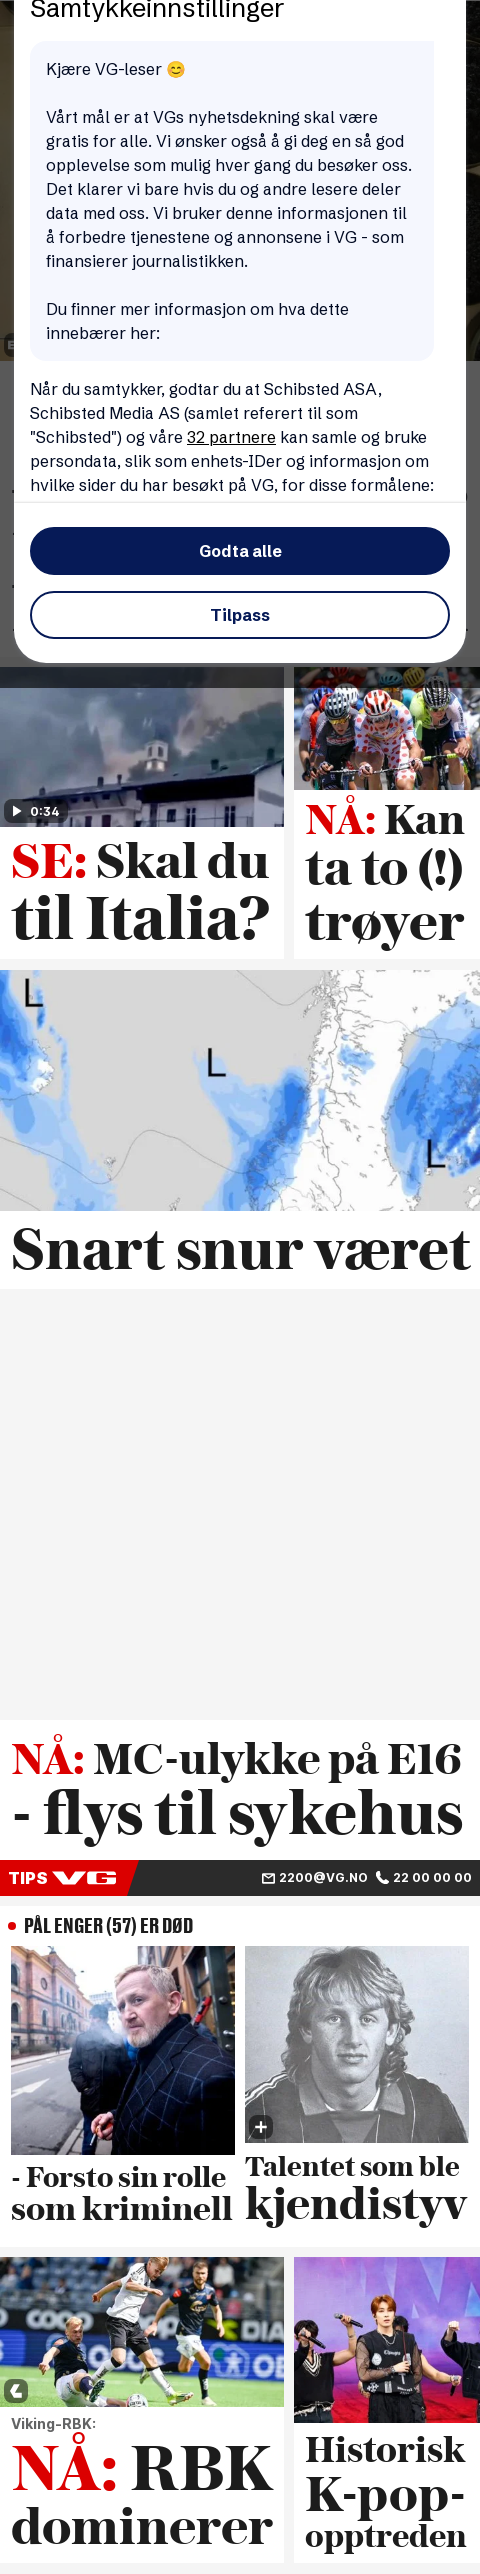 Samtykkeinnstillinger
Kjære VG-leser 😊
Vårt mål er at VGs nyhetsdekning skal være
gratis for alle. Vi ønsker også å gi deg en så god
opplevelse som mulig hver gang du besøker oss.
Det klarer vi bare hvis du og andre lesere deler
data med oss. Vi bruker denne informasjonen til
å forbedre tjenestene og annonsene i VG - som
finansierer journalistikken.
Du finner mer informasjon om hva dette
innebærer her:
Når du samtykker, godtar du at Schibsted ASA,
Schibsted Media AS (samlet referert til som
"Schibsted") og våre 32 partnere kan samle og bruke
persondata, slik som enhets-IDer og informasjon om
hvilke sider du har besøkt på VG, for disse formålene:
Godta alle
Tilpass
0:34
SE: Skal du
til Italia?
NÅ: Kan
ta to (!)
trøyer
L
L
L
Snart snur været
NÅ: MC-ulykke på E16
- flys til sykehus
TIPS VG 2200@VG.NO 22 00 00 00
PÅL ENGER (57) ER DØD
- Forsto sin rolle
som kriminell
Talentet som ble
kjendistyv
Viking-RBK:
NÅ: RBK
dominerer
Historisk
K-pop-
opptreden